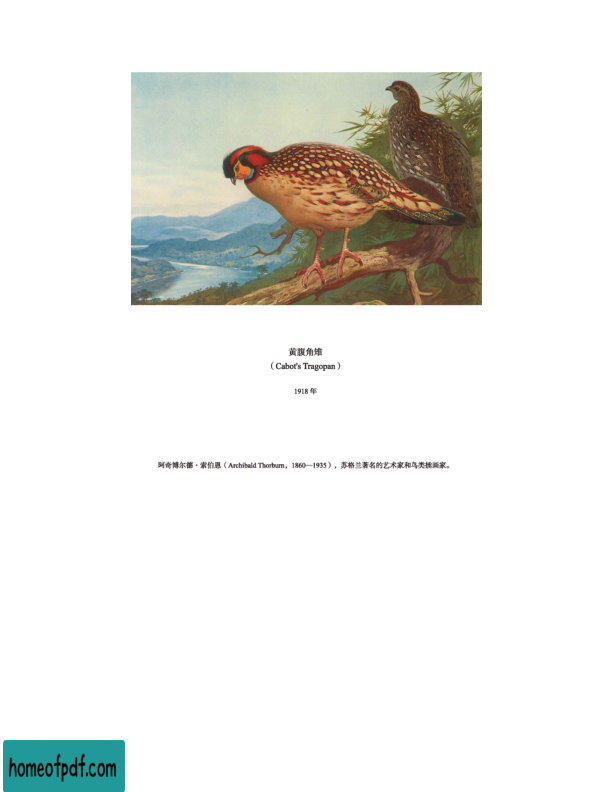 黄腹角雉
（Cabot's Tragopan）
1918 年
阿奇博尔德·索伯恩（Archibald Thorburn，1860—1935），苏格兰著名的艺术家和鸟类插画家。
homeofpdf.com